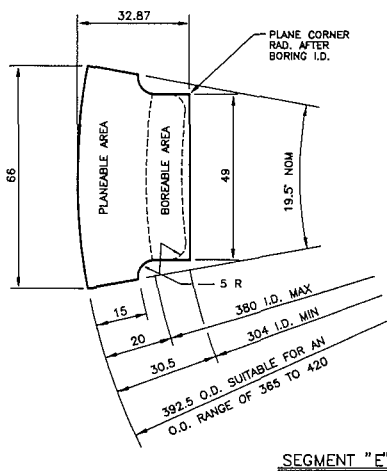 32.87
PLANE CORNER
RAD. AFTER
BORING I.D.
66
PLANEABLE AREA
BOREABLE AREA
49
19.5° NOM
5 R
15
20
30.5
380 I.D. MAX
304 I.D. MIN
392.5 O.D. SUITABLE FOR AN
O.D. RANGE OF 365 TO 420
SEGMENT "E"